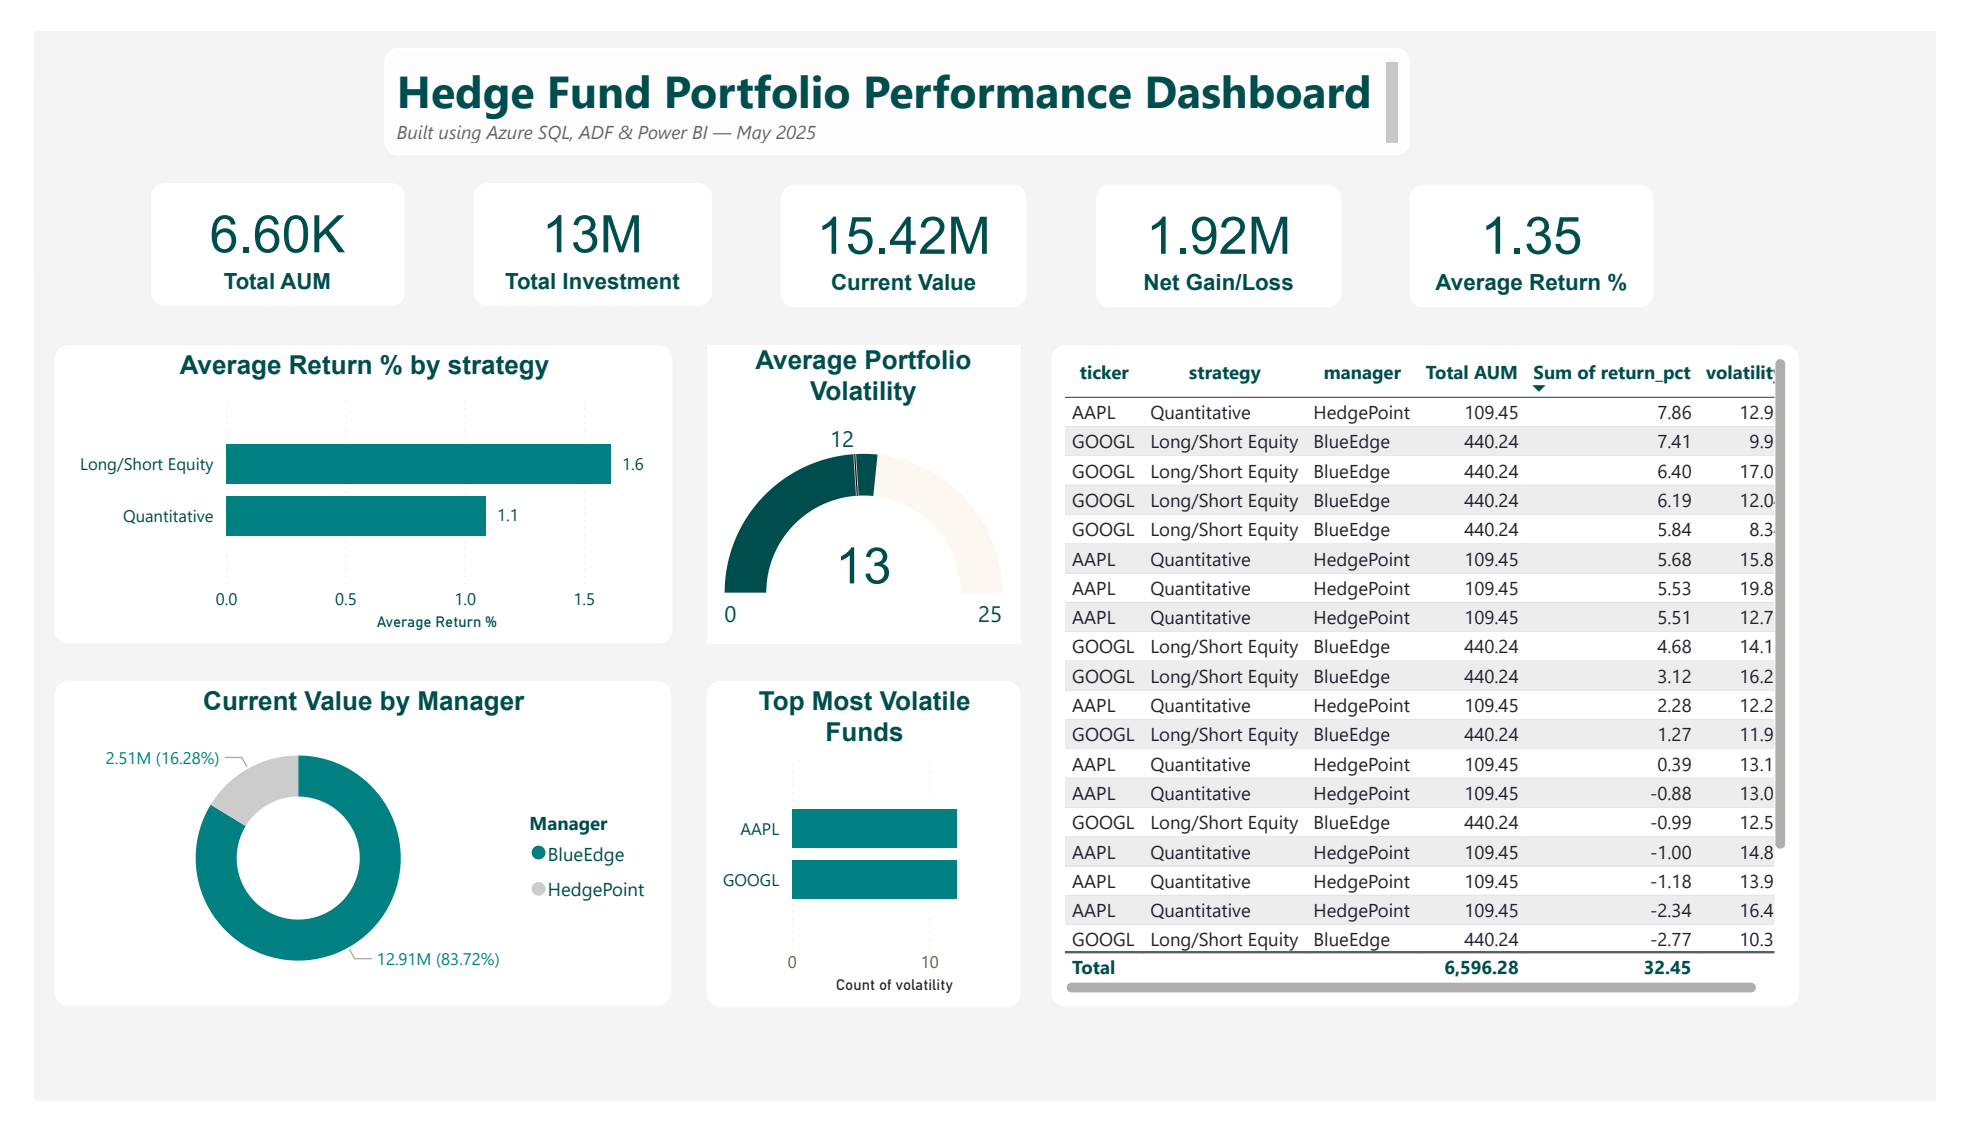 Hedge Fund Portfolio Performance Dashboard
Built using Azure SQL, ADF & Power BI — May 2025
6.60K
Total AUM
13M
Total Investment
15.42M
Current Value
1.92M
Net Gain/Loss
1.35
Average Return %
Average Return % by strategy
Long/Short Equity 1.6
Quantitative 1.1
0.0 0.5 1.0 1.5
Average Return %
Average Portfolio
Volatility
12
13
0 25
Current Value by Manager
2.51M (16.28%)
12.91M (83.72%)
Manager
BlueEdge
HedgePoint
Top Most Volatile
Funds
AAPL
GOOGL
0 10
Count of volatility
ticker strategy manager Total AUM Sum of return_pct volatility
AAPL Quantitative HedgePoint 109.45 7.86 12.9
GOOGL Long/Short Equity BlueEdge 440.24 7.41 9.9
GOOGL Long/Short Equity BlueEdge 440.24 6.40 17.0
GOOGL Long/Short Equity BlueEdge 440.24 6.19 12.0
GOOGL Long/Short Equity BlueEdge 440.24 5.84 8.3
AAPL Quantitative HedgePoint 109.45 5.68 15.8
AAPL Quantitative HedgePoint 109.45 5.53 19.8
AAPL Quantitative HedgePoint 109.45 5.51 12.7
GOOGL Long/Short Equity BlueEdge 440.24 4.68 14.1
GOOGL Long/Short Equity BlueEdge 440.24 3.12 16.2
AAPL Quantitative HedgePoint 109.45 2.28 12.2
GOOGL Long/Short Equity BlueEdge 440.24 1.27 11.9
AAPL Quantitative HedgePoint 109.45 0.39 13.1
AAPL Quantitative HedgePoint 109.45 -0.88 13.0
GOOGL Long/Short Equity BlueEdge 440.24 -0.99 12.5
AAPL Quantitative HedgePoint 109.45 -1.00 14.8
AAPL Quantitative HedgePoint 109.45 -1.18 13.9
AAPL Quantitative HedgePoint 109.45 -2.34 16.4
GOOGL Long/Short Equity BlueEdge 440.24 -2.77 10.3
Total 6,596.28 32.45